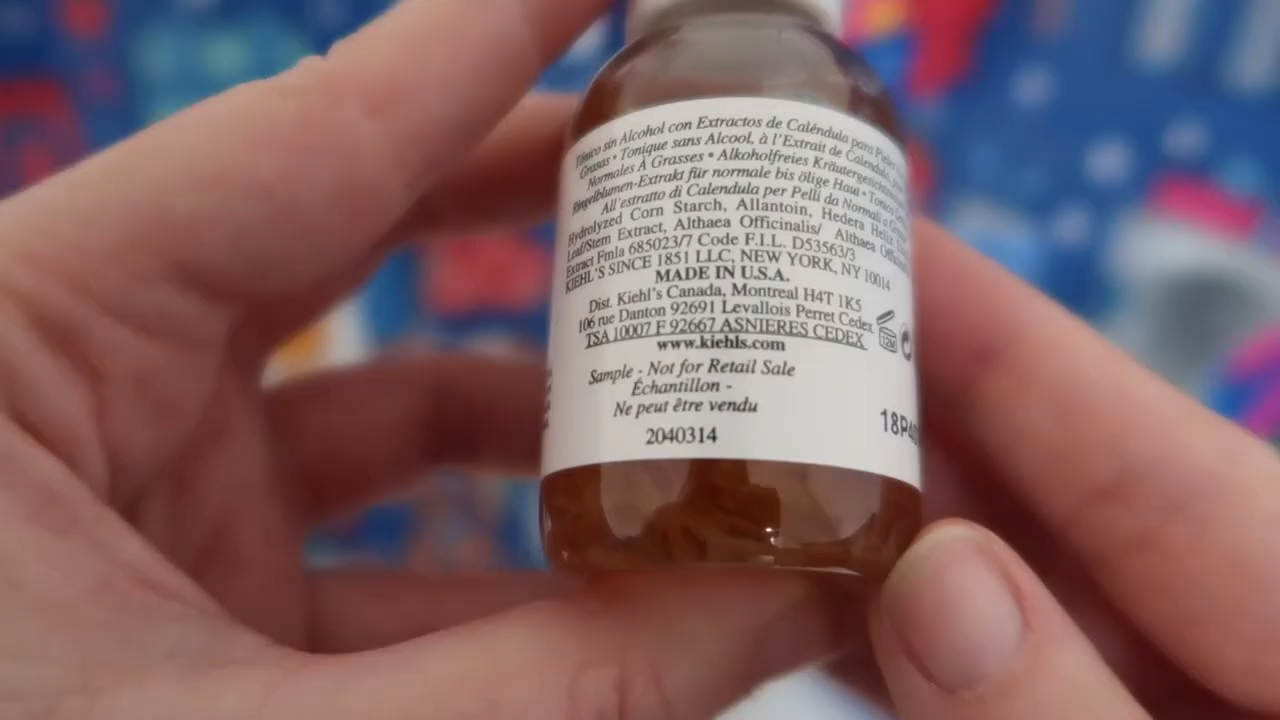 Tónico sin Alcohol con Extractos de Caléndula para Pieles
Grasas • Tonique sans Alcool, à l'Extrait de Calendula,
Normales À Grasses • Alkoholfreies
Ringelblumen-Extrakt für normale bis ölige Haut • Tonico
All'estratto di Calendula per Pelli da Normali a
Hydrolyzed Corn Starch, Allantoin, Hedera Helix
Leaf/Stem Extract, Althaea Officinalis/ Althaea
Extract Fmla 685023/7 Code F.I.L. D53563/3
KIEHL'S SINCE 1851 LLC, NEW YORK, NY 10014
MADE IN U.S.A.
Dist. Kiehl's Canada, Montreal H4T 1K5
106 rue Danton 92691 Levallois Perret Cedex
TSA 10007 F 92667 ASNIERES CEDEX
12M
www.kiehls.com
Sample - Not for Retail Sale
Échantillon -
Ne peut être vendu
2040314